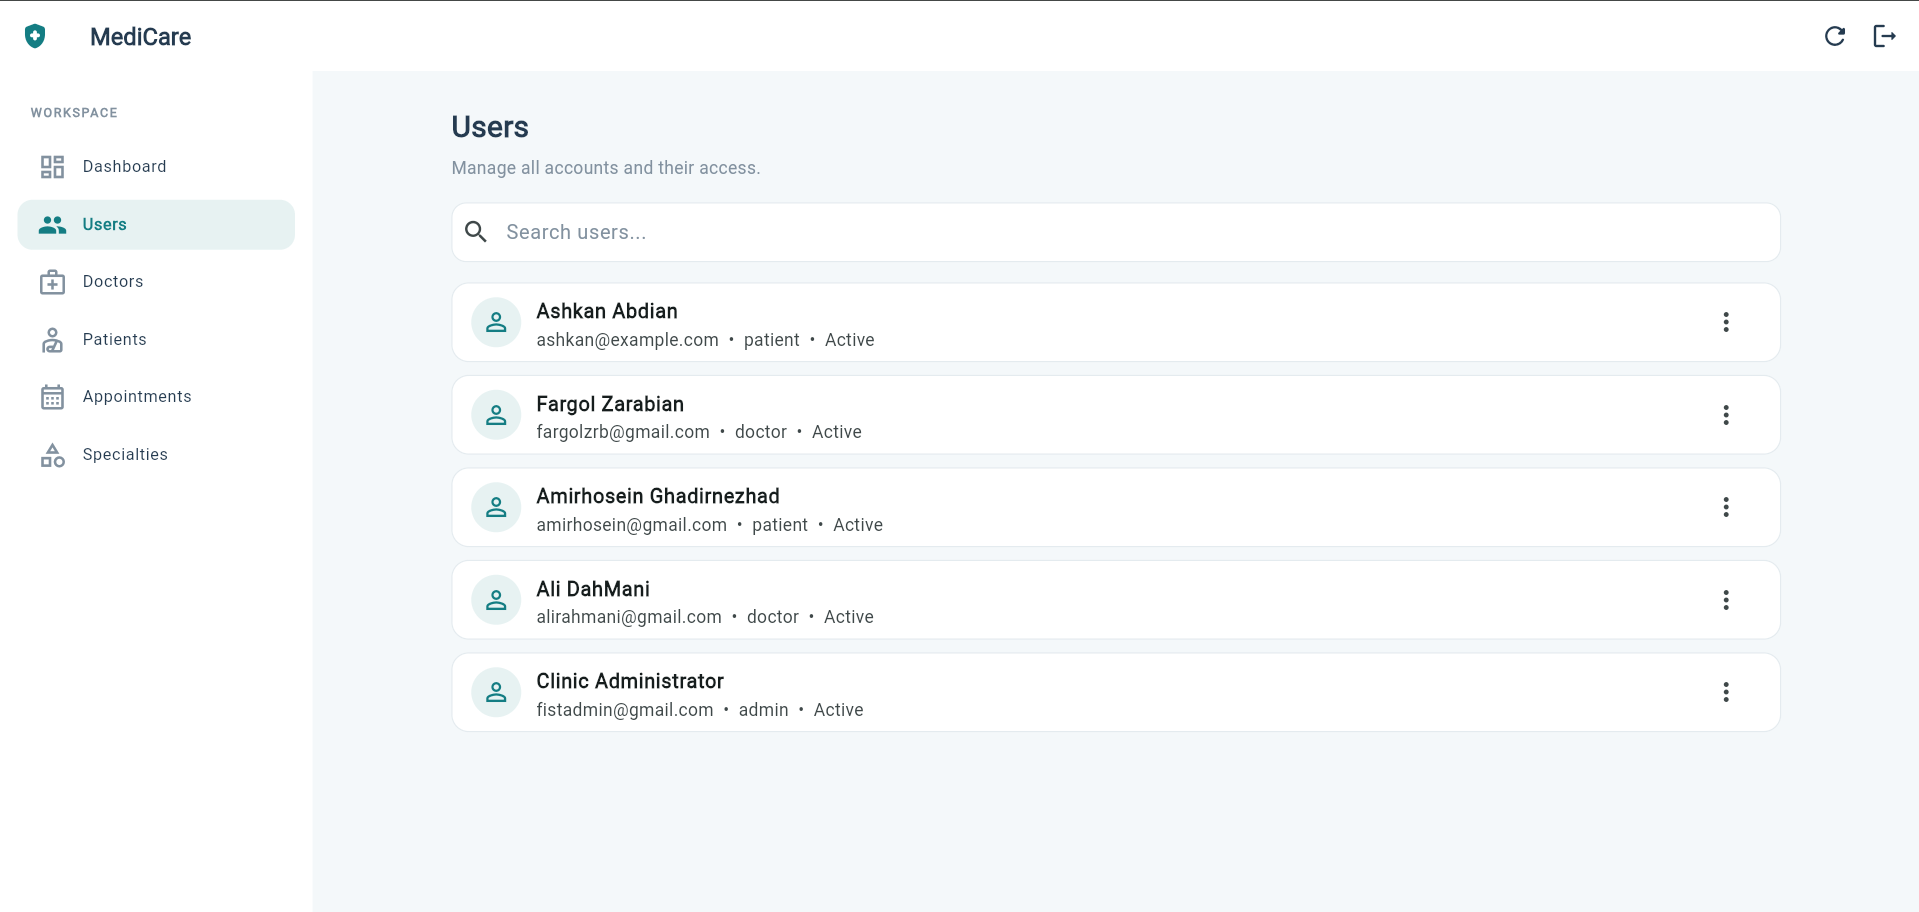 MediCare
WORKSPACE
Dashboard
Users
Doctors
Patients
Appointments
Specialties
Users
Manage all accounts and their access.
Search users...
Ashkan Abdian
ashkan@example.com • patient • Active
Fargol Zarabian
fargolzrb@gmail.com • doctor • Active
Amirhosein Ghadirnezhad
amirhosein@gmail.com • patient • Active
Ali DahMani
alirahmani@gmail.com • doctor • Active
Clinic Administrator
fistadmin@gmail.com • admin • Active